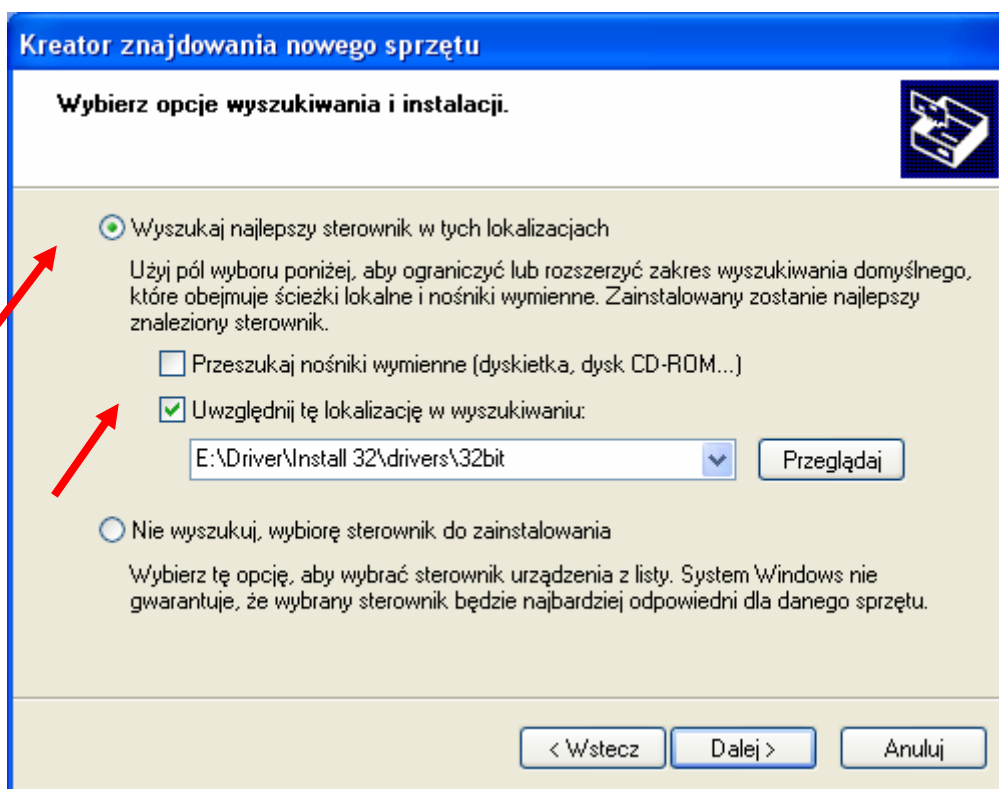 Kreator znajdowania nowego sprzętu
Wybierz opcje wyszukiwania i instalacji.
Wyszukaj najlepszy sterownik w tych lokalizacjach
Użyj pól wyboru poniżej, aby ograniczyć lub rozszerzyć zakres wyszukiwania domyślnego,
które obejmuje ścieżki lokalne i nośniki wymienne. Zainstalowany zostanie najlepszy
znaleziony sterownik.
Przeszukaj nośniki wymienne (dyskietka, dysk CD-ROM...)
Uwzględnij tę lokalizację w wyszukiwaniu:
E:\Driver\Install 32\drivers\32bit
Przeglądaj
Nie wyszukuj, wybiorę sterownik do zainstalowania
Wybierz tę opcję, aby wybrać sterownik urządzenia z listy. System Windows nie
gwarantuje, że wybrany sterownik będzie najbardziej odpowiedni dla danego sprzętu.
< Wstecz
Dalej >
Anuluj